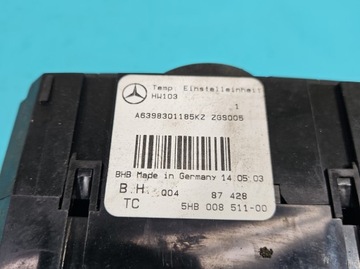 Temp. Einstelleinheit
HW103
1
A6398301185KZ ZGS005
BHB Made in Germany 14.05.03
B.H. 004 87 428
TC 5HB 008 511-00